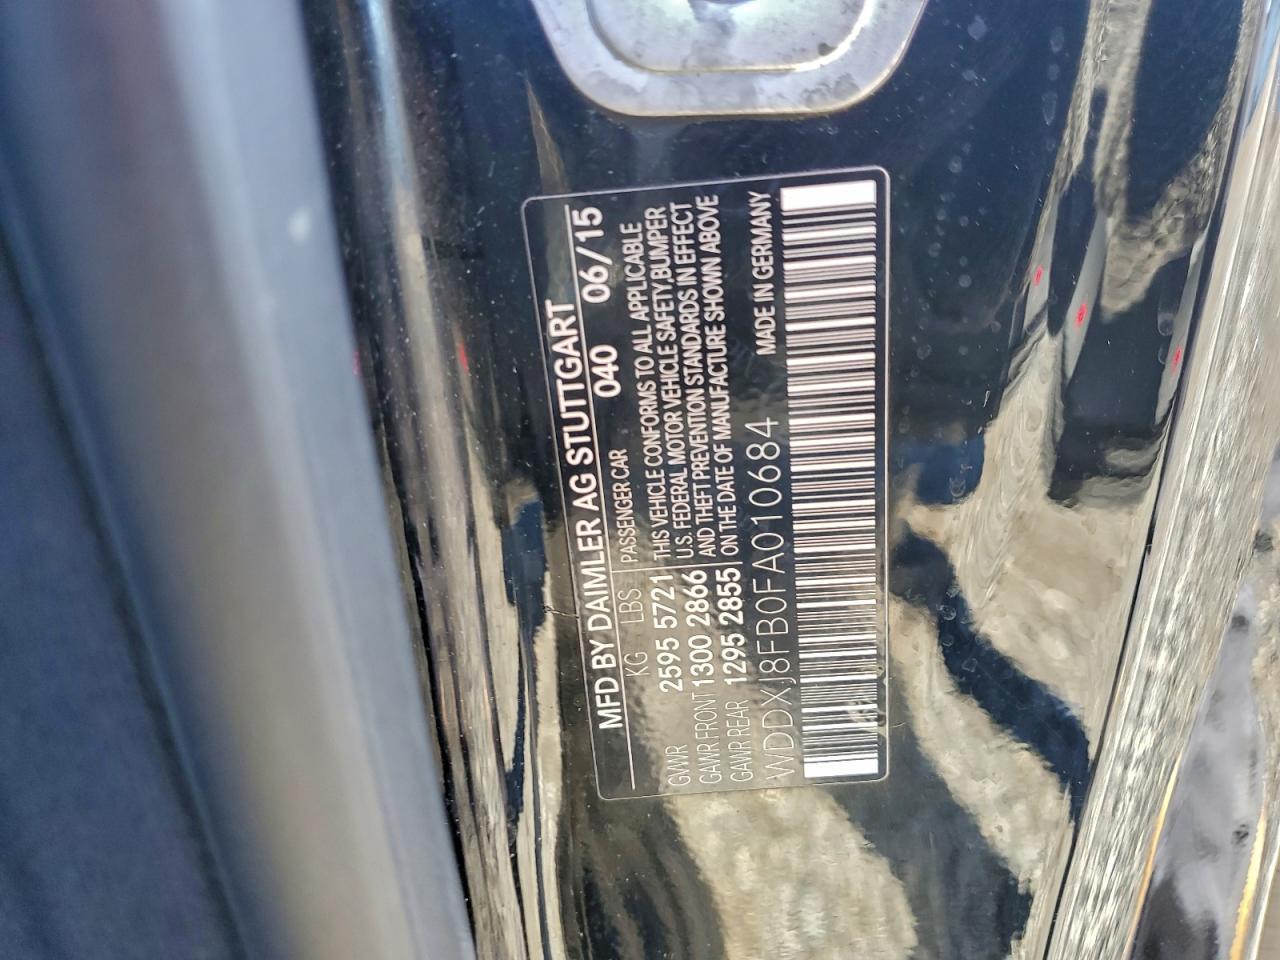 MFD BY DAIMLER AG STUTTGART
040 06/15
KG LBS PASSENGER CAR
GVWR 2595 5721
GAWR FRONT 1300 2866
GAWR REAR 1295 2855
THIS VEHICLE CONFORMS TO ALL APPLICABLE
U.S. FEDERAL MOTOR VEHICLE SAFETY,BUMPER
AND THEFT PREVENTION STANDARDS IN EFFECT
ON THE DATE OF MANUFACTURE SHOWN ABOVE
WDDXJ8FB0FA010684 MADE IN GERMANY